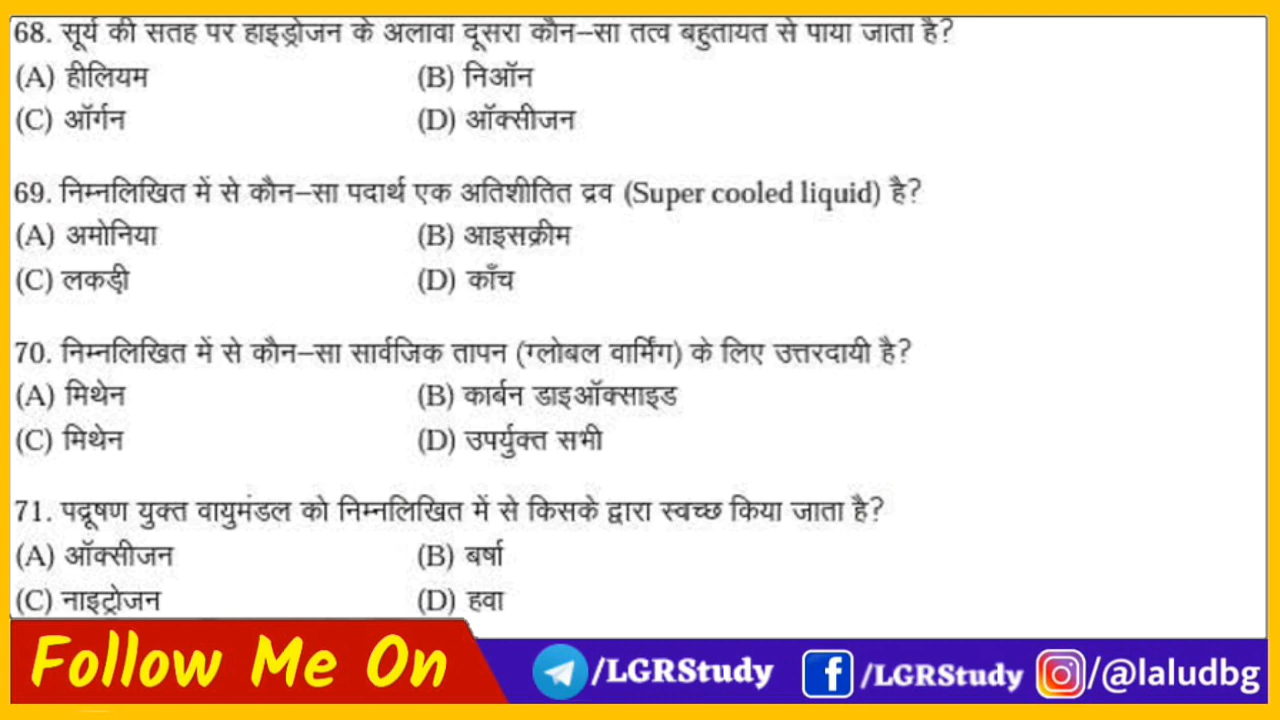 68. सूर्य की सतह पर हाइड्रोजन के अलावा दूसरा कौन–सा तत्व बहुतायत से पाया जाता है?
(A) हीलियम (B) निऑन
(C) ऑर्गन (D) ऑक्सीजन
69. निम्नलिखित में से कौन–सा पदार्थ एक अतिशीतित द्रव (Super cooled liquid) है?
(A) अमोनिया (B) आइसक्रीम
(C) लकड़ी (D) काँच
70. निम्नलिखित में से कौन–सा सार्वजिक तापन (ग्लोबल वार्मिंग) के लिए उत्तरदायी है?
(A) मिथेन (B) कार्बन डाइऑक्साइड
(C) मिथेन (D) उपर्युक्त सभी
71. पद्रूषण युक्त वायुमंडल को निम्नलिखित में से किसके द्वारा स्वच्छ किया जाता है?
(A) ऑक्सीजन (B) बर्षा
(C) नाइट्रोजन (D) हवा
Follow Me On /LGRStudy /LGRStudy /@laludbg